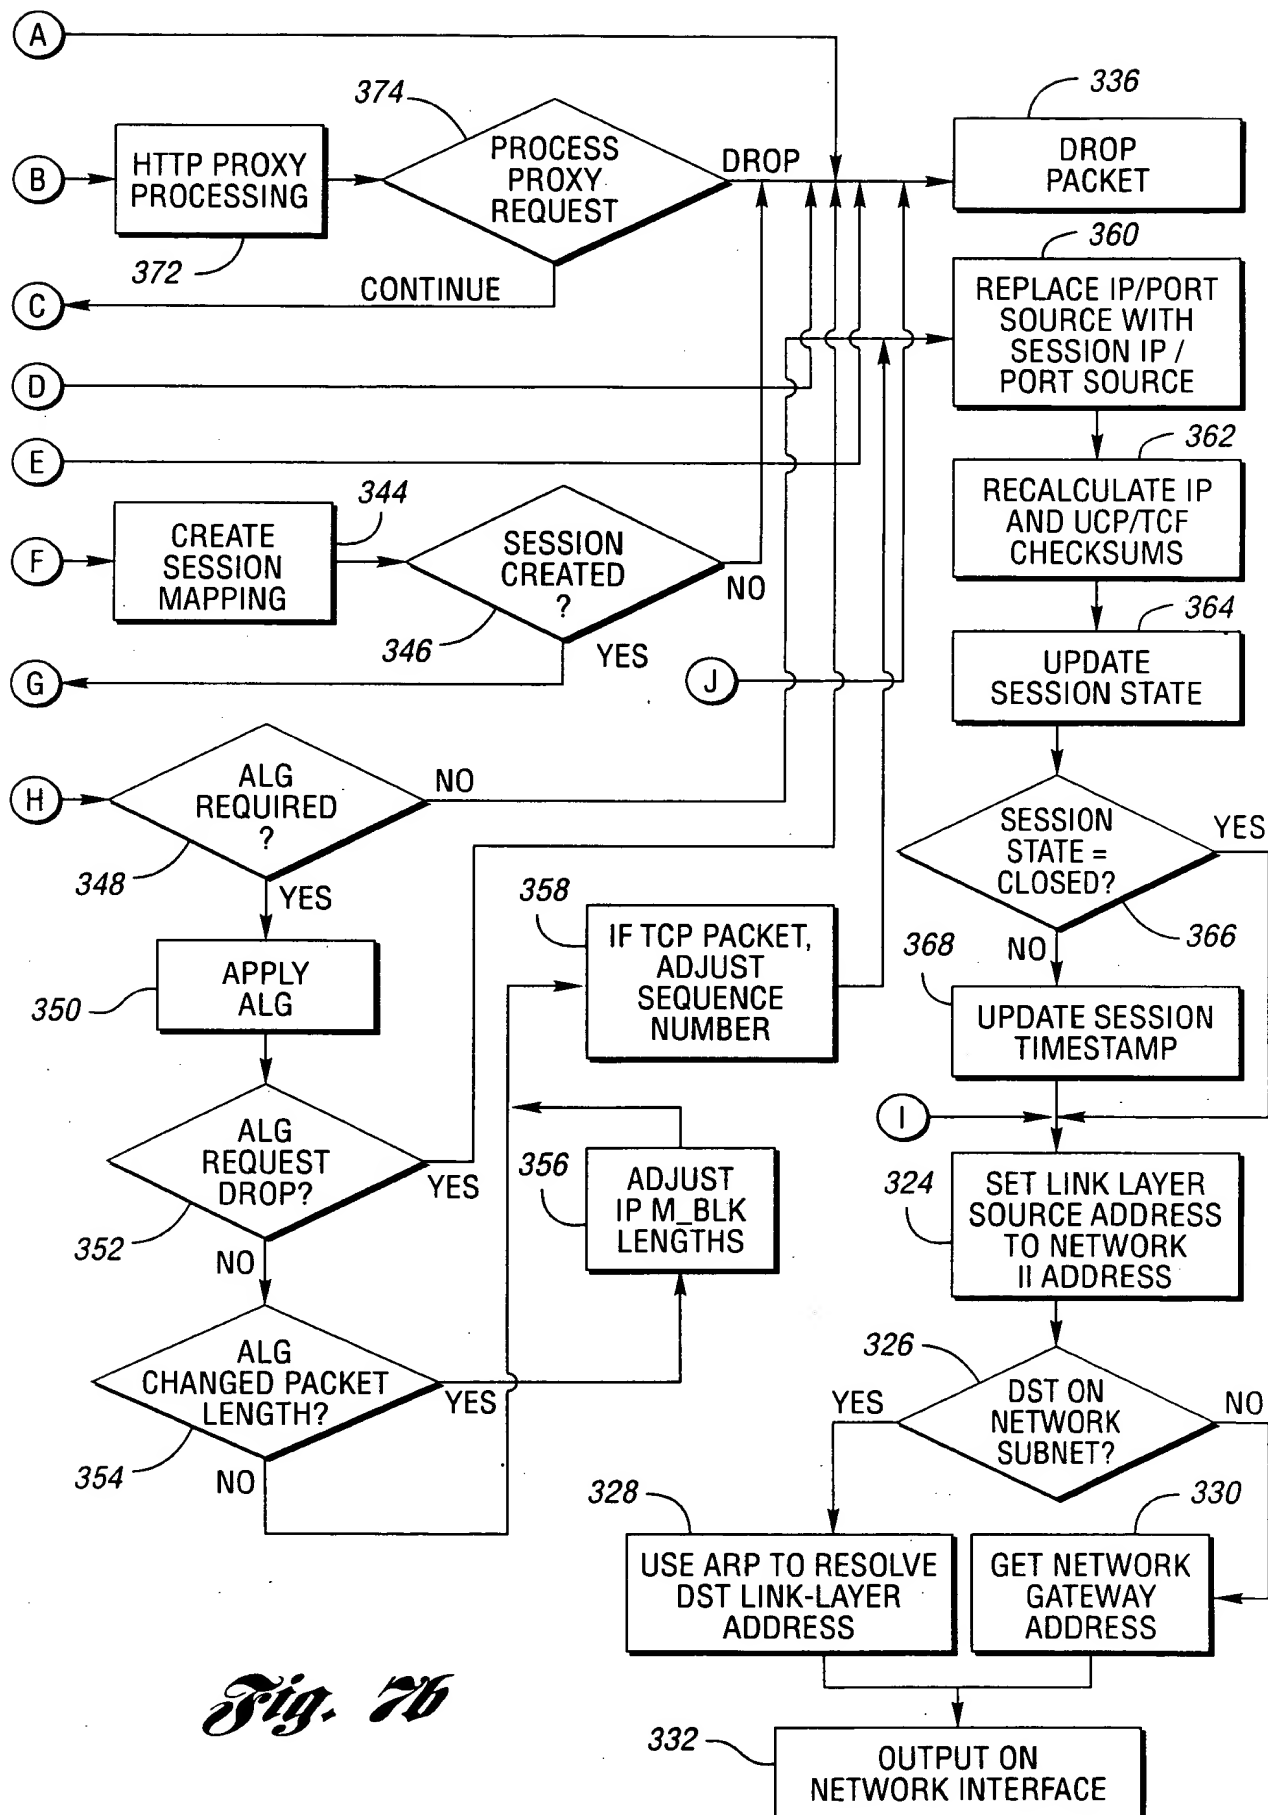 A
374
336
B
HTTP PROXY
PROCESSING
PROCESS
PROXY
REQUEST
DROP
DROP
PACKET
372
360
C
CONTINUE
REPLACE IP/PORT
SOURCE WITH
SESSION IP /
PORT SOURCE
D
E
362
344
RECALCULATE IP
AND UCP/TCF
CHECKSUMS
F
CREATE
SESSION
MAPPING
SESSION
CREATED
?
NO
346
YES
364
G
J
UPDATE
SESSION STATE
H
ALG
REQUIRED
?
NO
348
YES
SESSION
STATE =
CLOSED?
YES
366
NO
358
IF TCP PACKET,
ADJUST
SEQUENCE
NUMBER
368
UPDATE SESSION
TIMESTAMP
350
APPLY
ALG
I
ALG
REQUEST
DROP?
YES
352
NO
356
ADJUST
IP M_BLK
LENGTHS
324
SET LINK LAYER
SOURCE ADDRESS
TO NETWORK
II ADDRESS
ALG
CHANGED PACKET
LENGTH?
YES
354
NO
326
YES
DST ON
NETWORK
SUBNET?
NO
328
330
USE ARP TO RESOLVE
DST LINK-LAYER
ADDRESS
GET NETWORK
GATEWAY
ADDRESS
Fig. 7b
332
OUTPUT ON
NETWORK INTERFACE